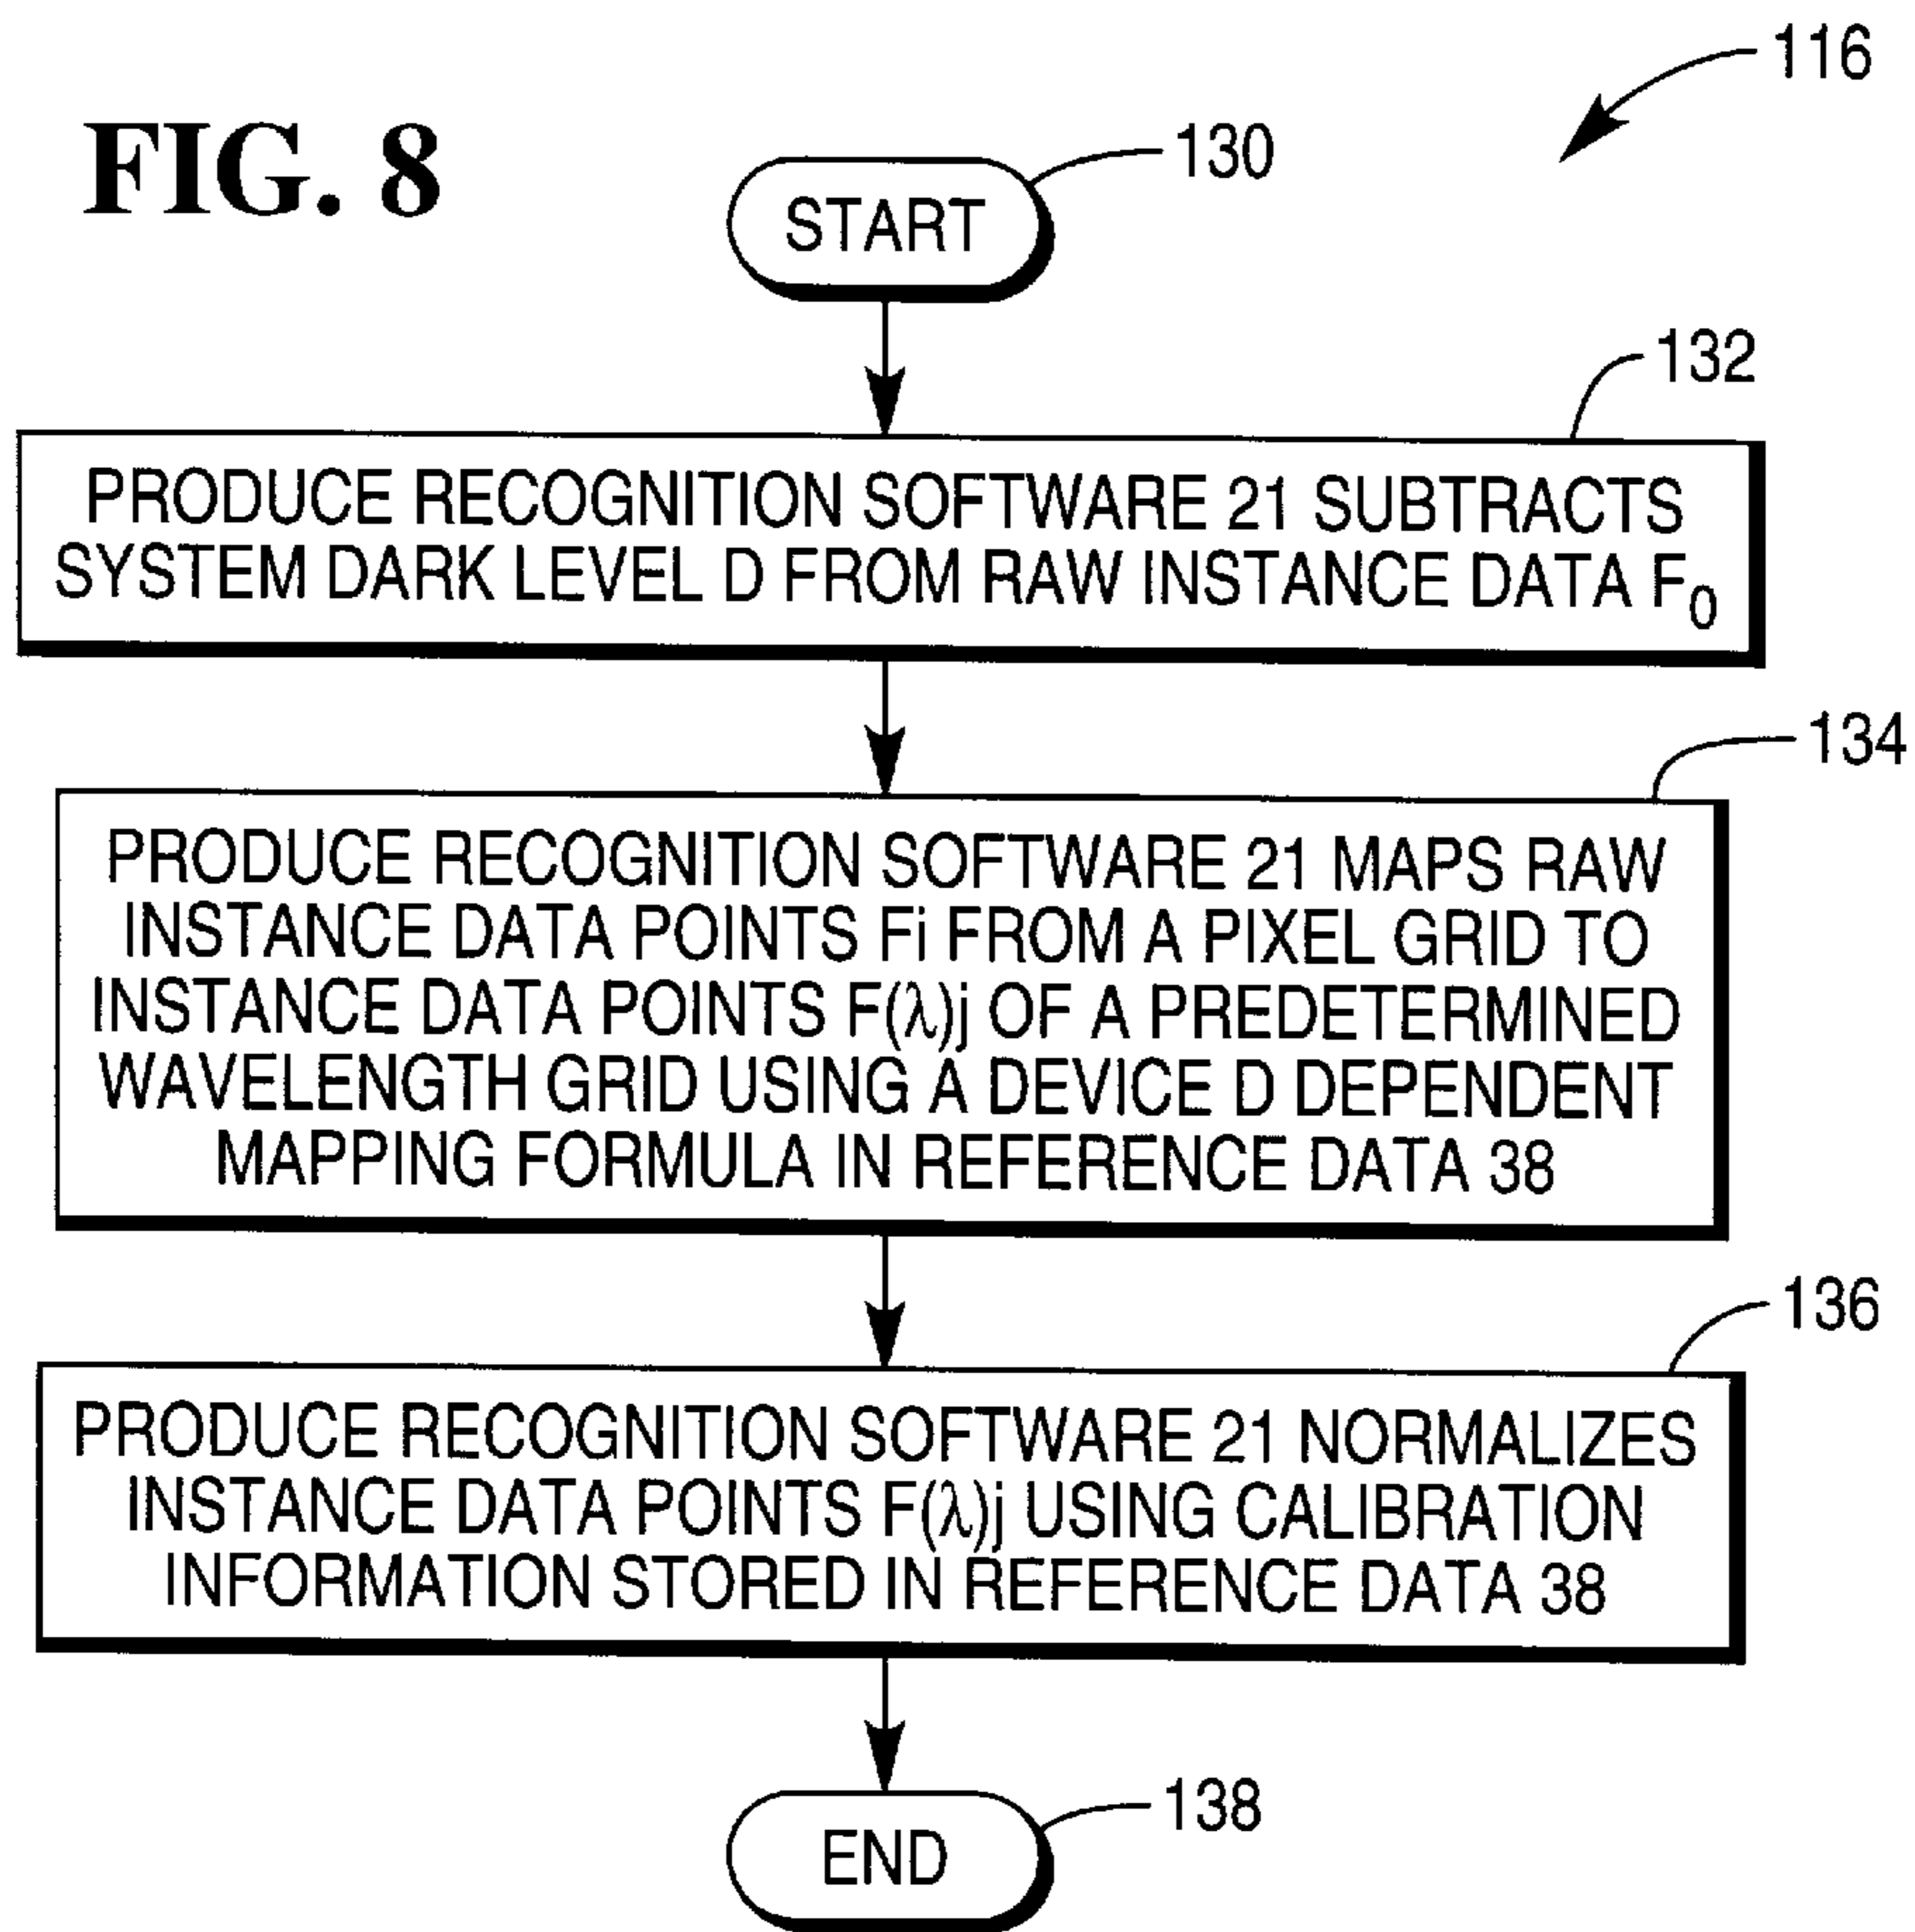 116
FIG. 8
130
START
132
PRODUCE RECOGNITION SOFTWARE 21 SUBTRACTS
SYSTEM DARK LEVEL D FROM RAW INSTANCE DATA F₀
134
PRODUCE RECOGNITION SOFTWARE 21 MAPS RAW
INSTANCE DATA POINTS Fi FROM A PIXEL GRID TO
INSTANCE DATA POINTS F(λ)j OF A PREDETERMINED
WAVELENGTH GRID USING A DEVICE D DEPENDENT
MAPPING FORMULA IN REFERENCE DATA 38
136
PRODUCE RECOGNITION SOFTWARE 21 NORMALIZES
INSTANCE DATA POINTS F(λ)j USING CALIBRATION
INFORMATION STORED IN REFERENCE DATA 38
138
END